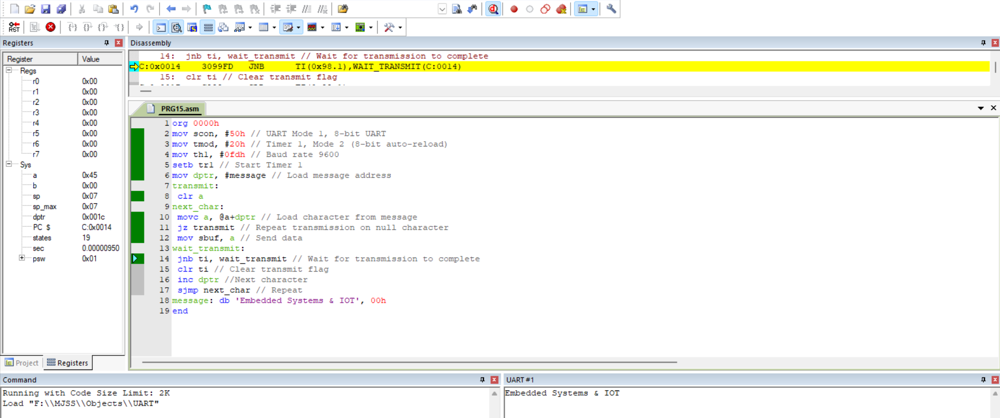 RST
Registers
Register Value
Regs
r0 0x00
r1 0x00
r2 0x00
r3 0x00
r4 0x00
r5 0x00
r6 0x00
r7 0x00
Sys
a 0x45
b 0x00
sp 0x07
sp_max 0x07
dptr 0x001c
PC $ C:0x0014
states 19
sec 0.00000950
psw 0x01
Project Registers
Disassembly
14: jnb ti, wait_transmit // Wait for transmission to complete
C:0x0014 3099FD JNB TI(0x98.1),WAIT_TRANSMIT(C:0014)
15: clr ti // Clear transmit flag
PRG15.asm
1 org 0000h
2 mov scon, #50h // UART Mode 1, 8-bit UART
3 mov tmod, #20h // Timer 1, Mode 2 (8-bit auto-reload)
4 mov th1, #0fdh // Baud rate 9600
5 setb tr1 // Start Timer 1
6 mov dptr, #message // Load message address
7 transmit:
8 clr a
9 next_char:
10 movc a, @a+dptr // Load character from message
11 jz transmit // Repeat transmission on null character
12 mov sbuf, a // Send data
13 wait_transmit:
14 jnb ti, wait_transmit // Wait for transmission to complete
15 clr ti // Clear transmit flag
16 inc dptr //Next character
17 sjmp next_char // Repeat
18 message: db 'Embedded Systems & IOT', 00h
19 end
Command
Running with Code Size Limit: 2K
Load "F:\\MJSS\\Objects\\UART"
UART #1
Embedded Systems & IOT